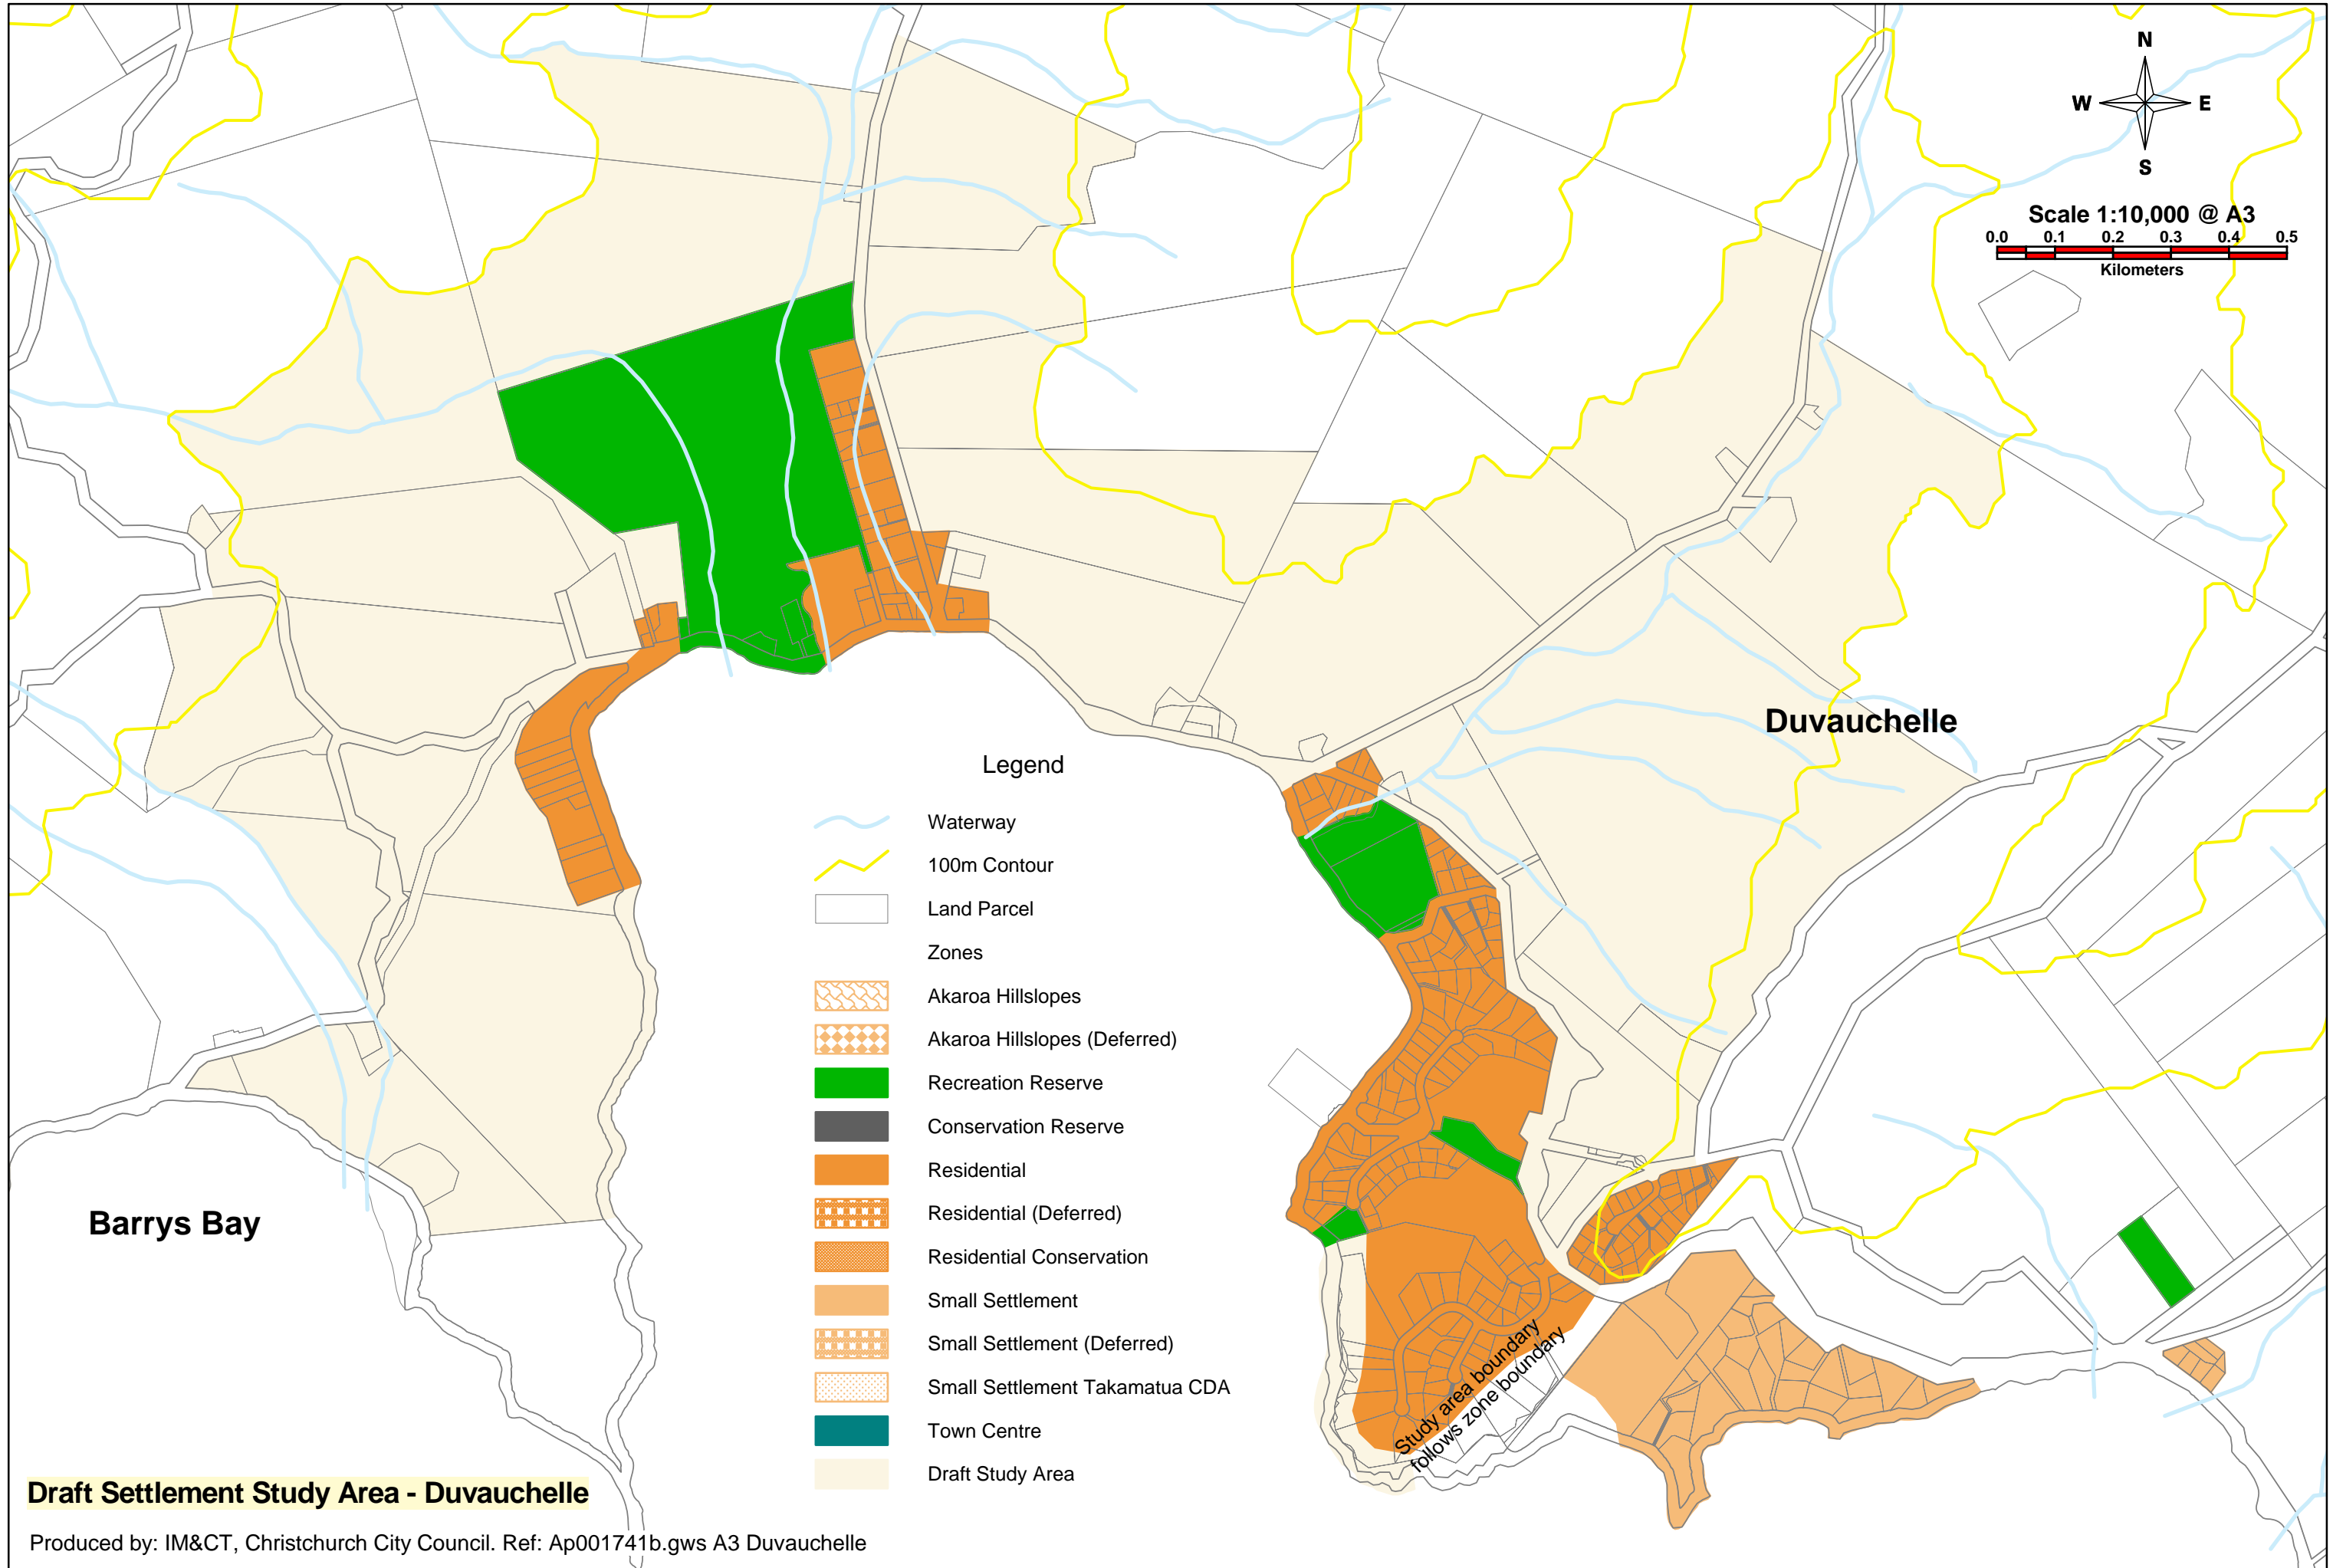 N
W E
S
Scale 1:10,000 @ A3
0.0 0.1 0.2 0.3 0.4 0.5
Kilometers
Duvauchelle
Legend
Waterway
100m Contour
Land Parcel
Zones
Akaroa Hillslopes
Akaroa Hillslopes (Deferred)
Recreation Reserve
Conservation Reserve
Residential
Residential (Deferred)
Residential Conservation
Small Settlement
Small Settlement (Deferred)
Small Settlement Takamatua CDA
Town Centre
Draft Study Area
Barrys Bay
Study area boundary
follows zone boundary
Draft Settlement Study Area - Duvauchelle
Produced by: IM&CT, Christchurch City Council. Ref: Ap001741b.gws A3 Duvauchelle